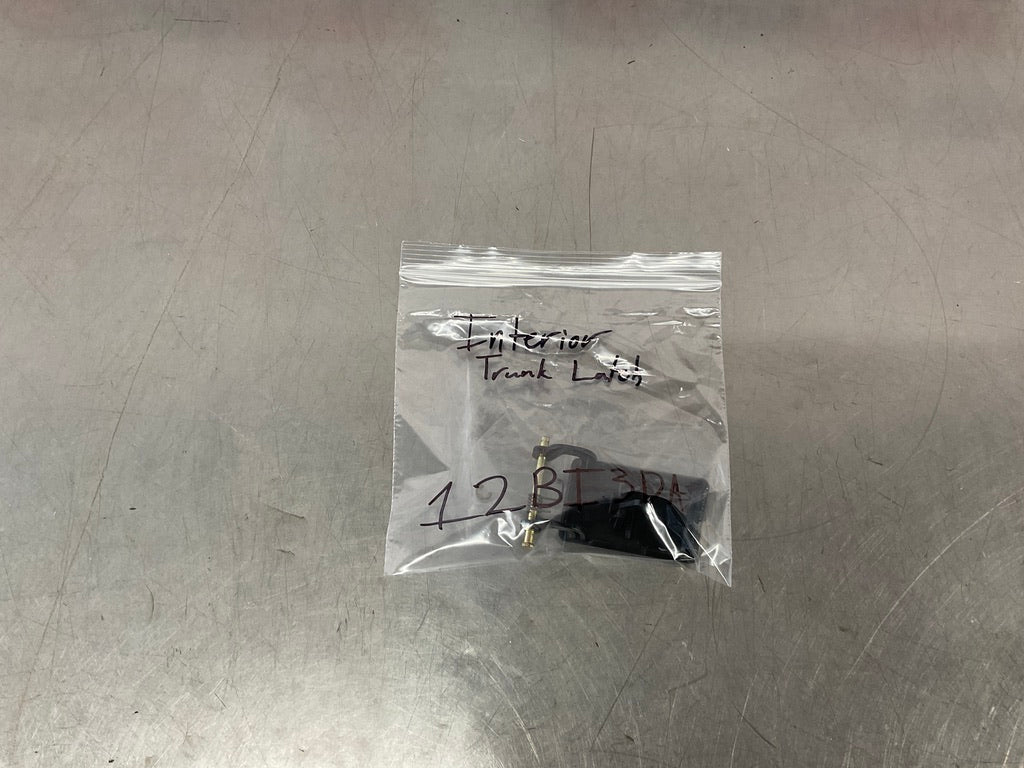 Interior
Trunk Latch
12BI3DA